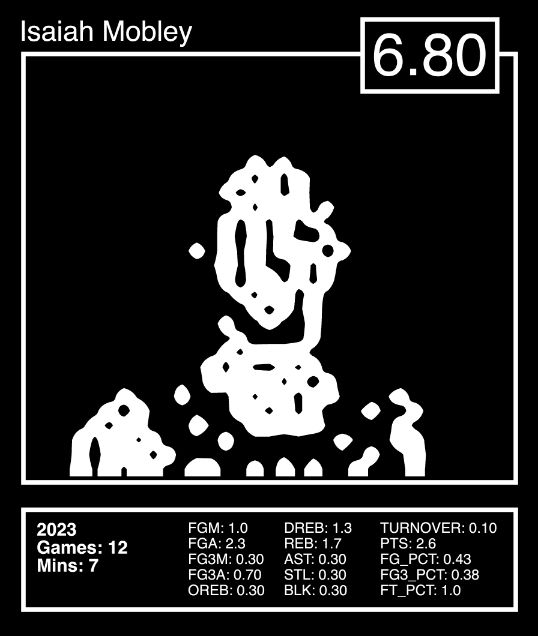 Isaiah Mobley
6.80
2023
Games: 12
Mins: 7
FGM: 1.0
FGA: 2.3
FG3M: 0.30
FG3A: 0.70
OREB: 0.30
DREB: 1.3
REB: 1.7
AST: 0.30
STL: 0.30
BLK: 0.30
TURNOVER: 0.10
PTS: 2.6
FG_PCT: 0.43
FG3_PCT: 0.38
FT_PCT: 1.0